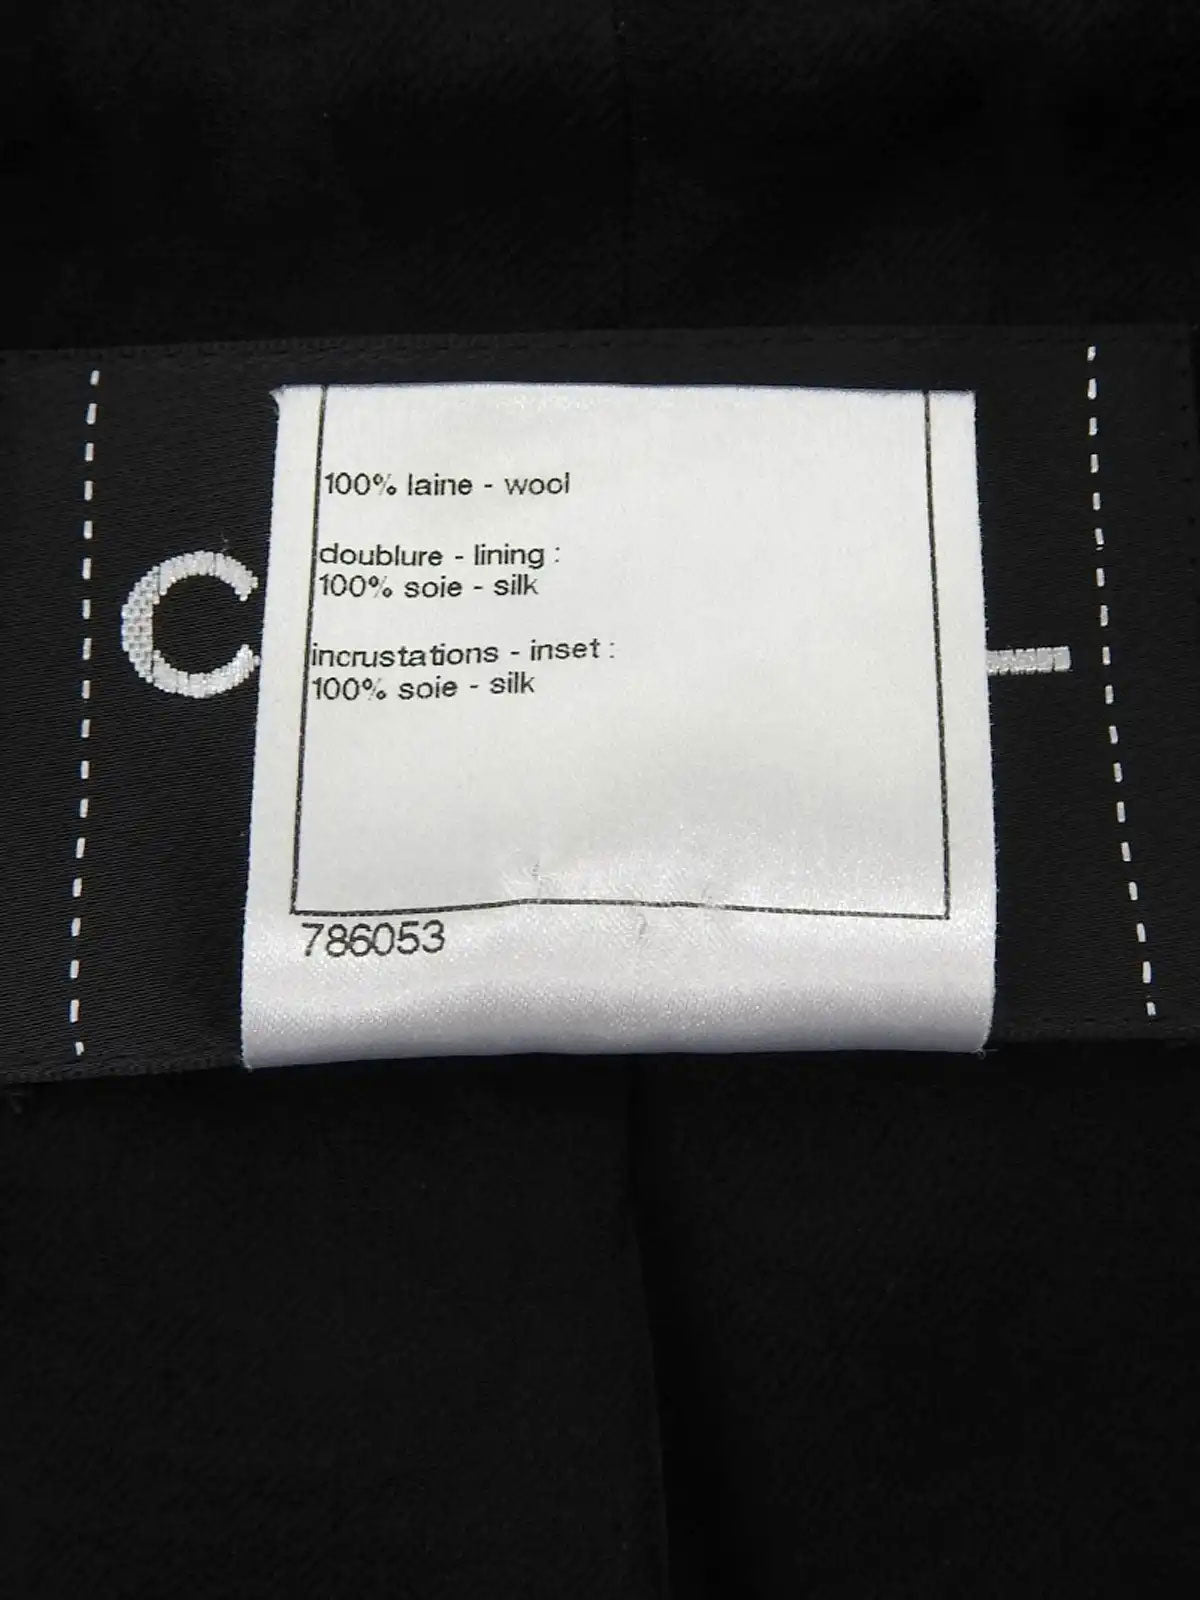 100% laine - wool
doublure - lining :
100% soie - silk
incrustations - inset :
100% soie - silk
786053